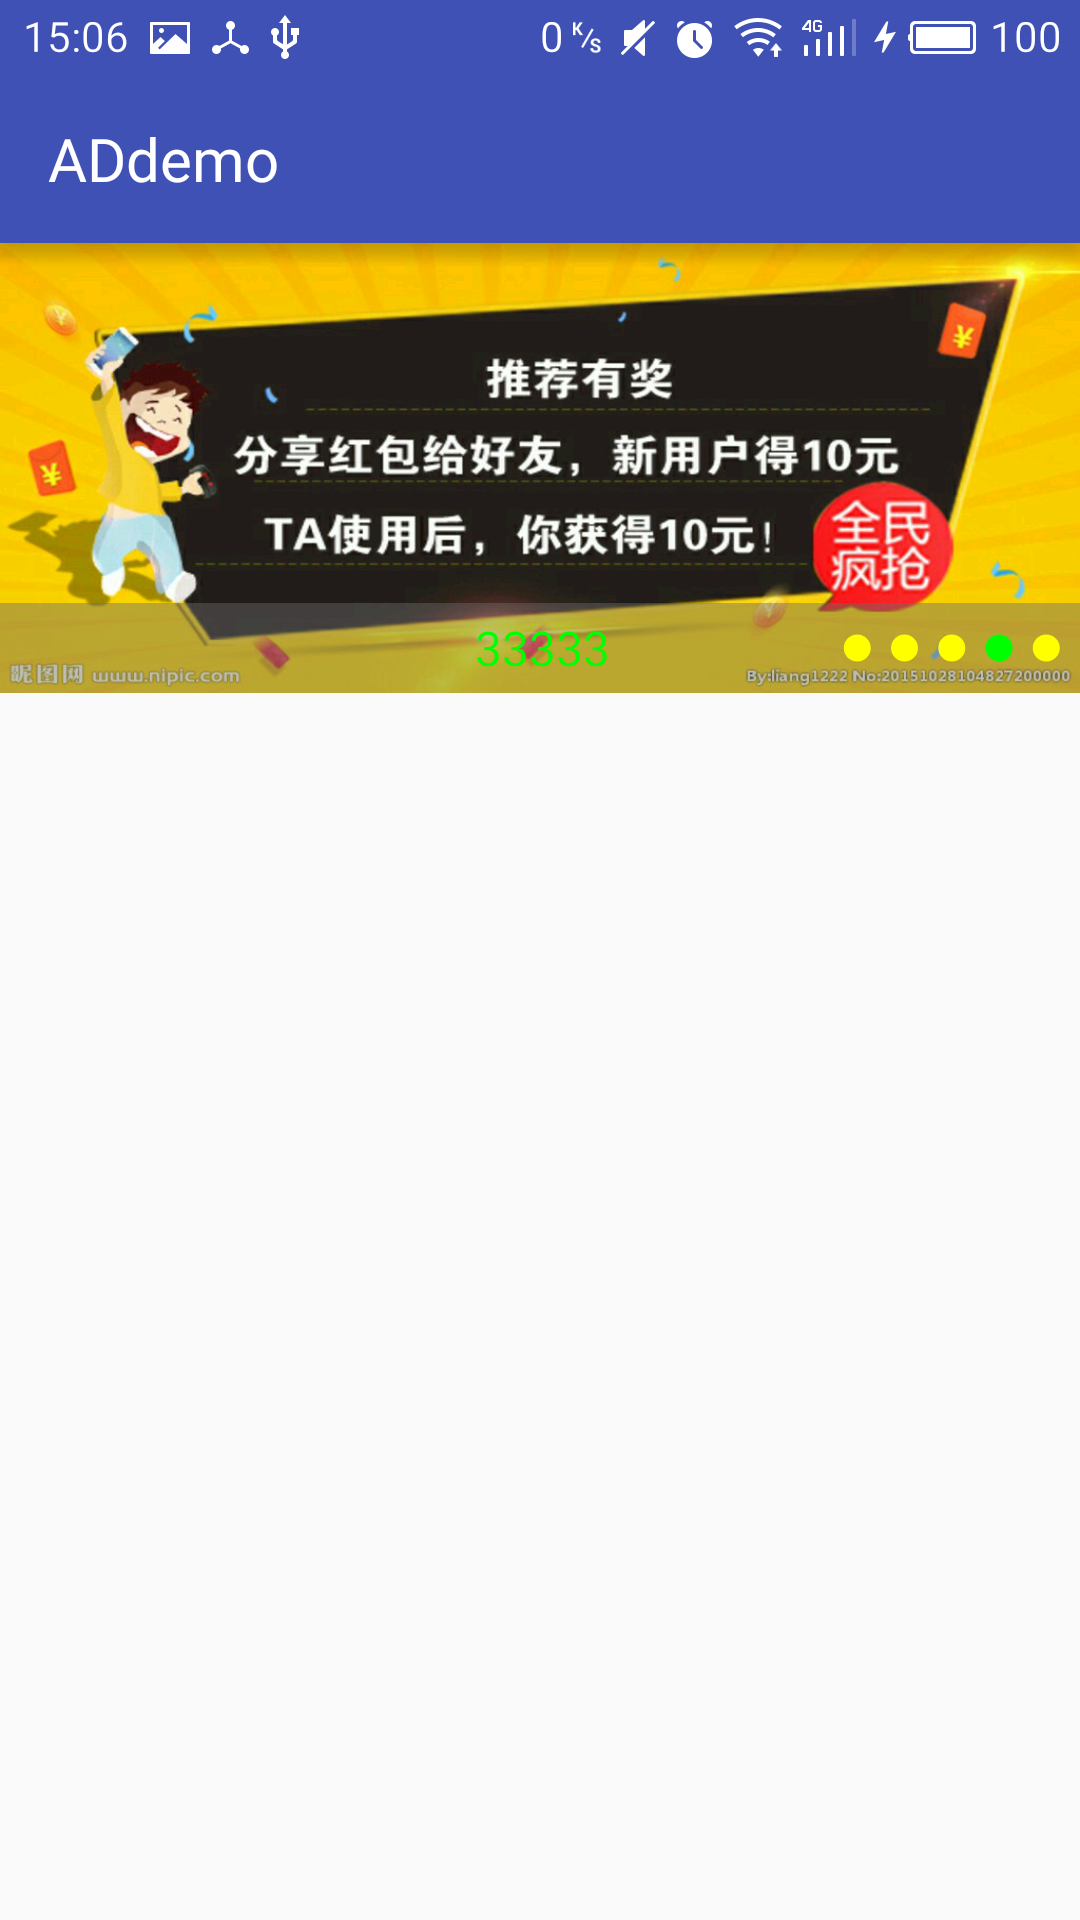 15:06 0 K/s 4G 100
ADdemo
¥
¥
推荐有奖
分享红包给好友，新用户得10元
¥
TA使用后，你获得10元！
全民
疯抢
¥
33333
昵图网 www.nipic.com By:liang1222 No:20151028104827200000